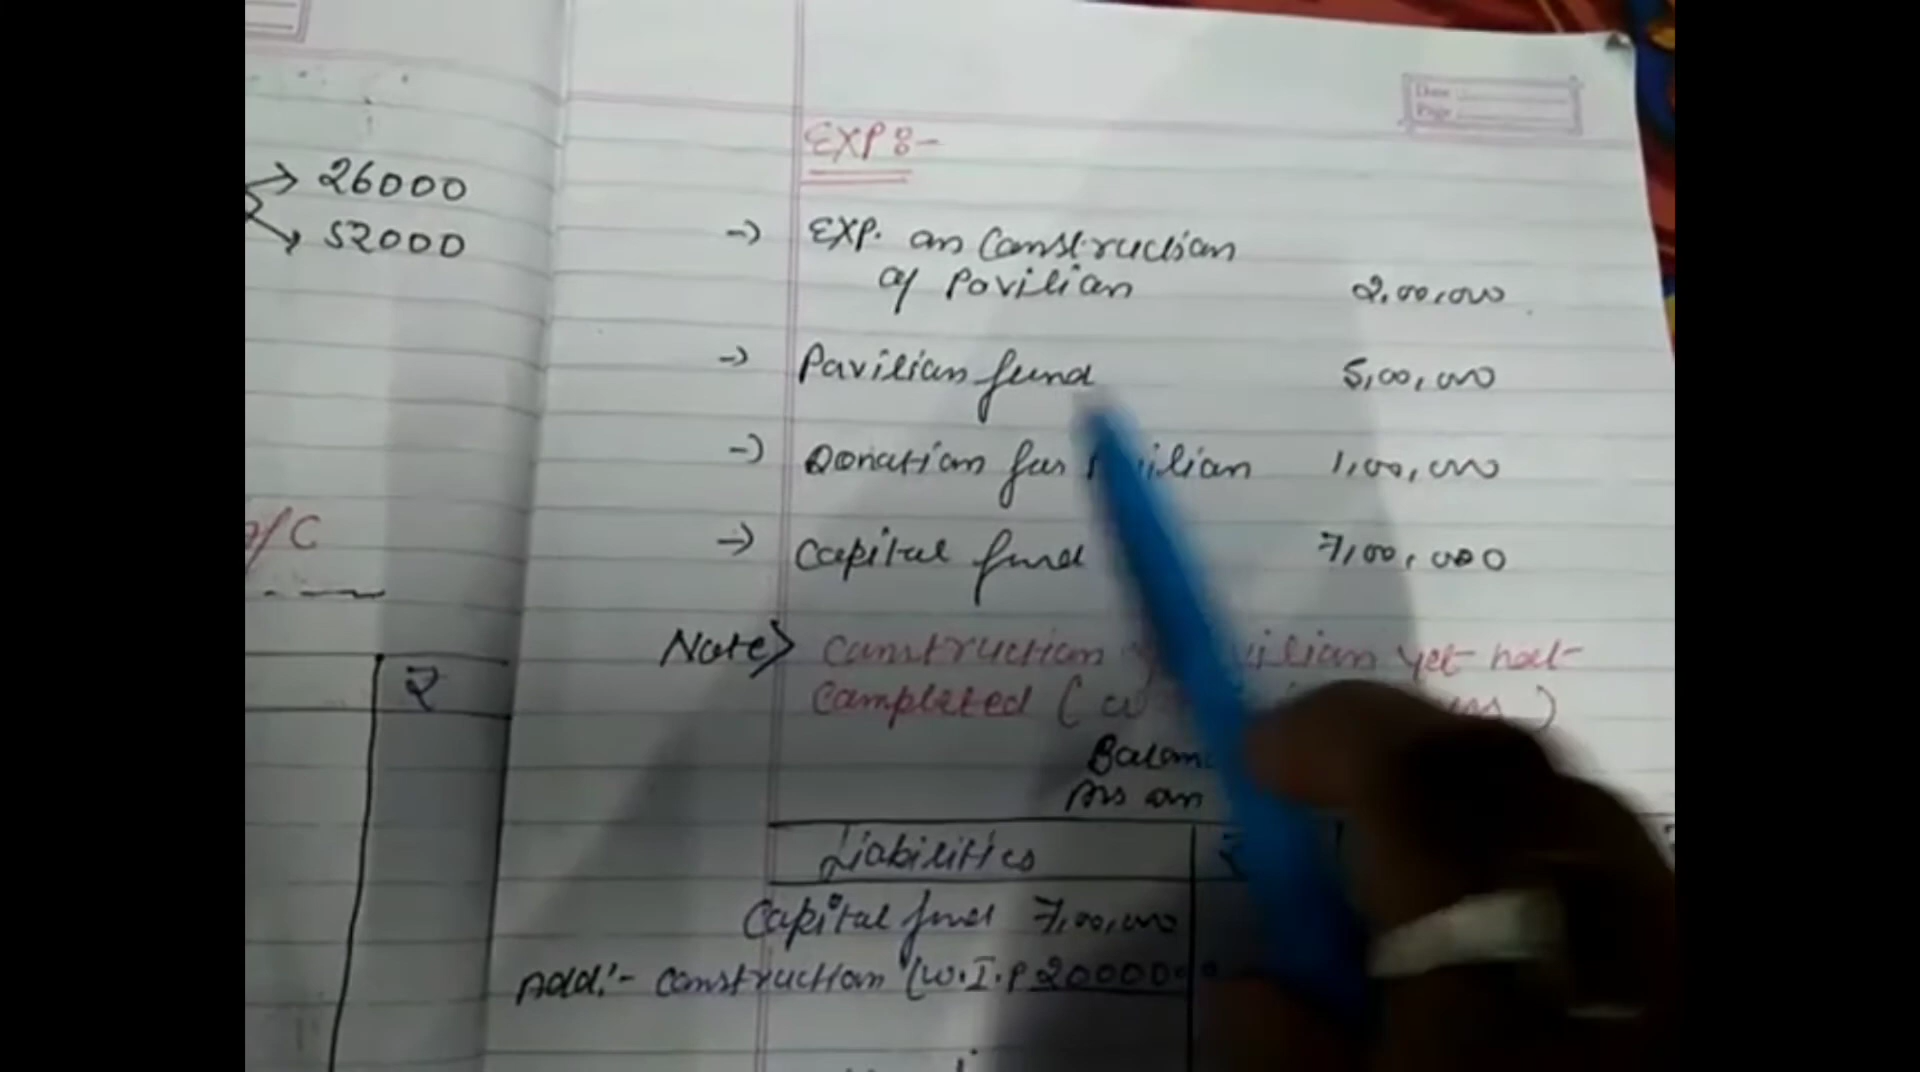 Date
Page
26000
52000
a/C
₹
EXP :-
→ EXP. on Construction
of Pavilian 2,00,000
→ Pavilian fund 5,00,000
→ Donation for ilian 1,00,000
→ Capital fund 7,00,000
Note> Construction ilian yet not
Completed (
As on
Liabilities ₹
Capital fund 7,00,000
Add:- Construction (W.I.P 200000